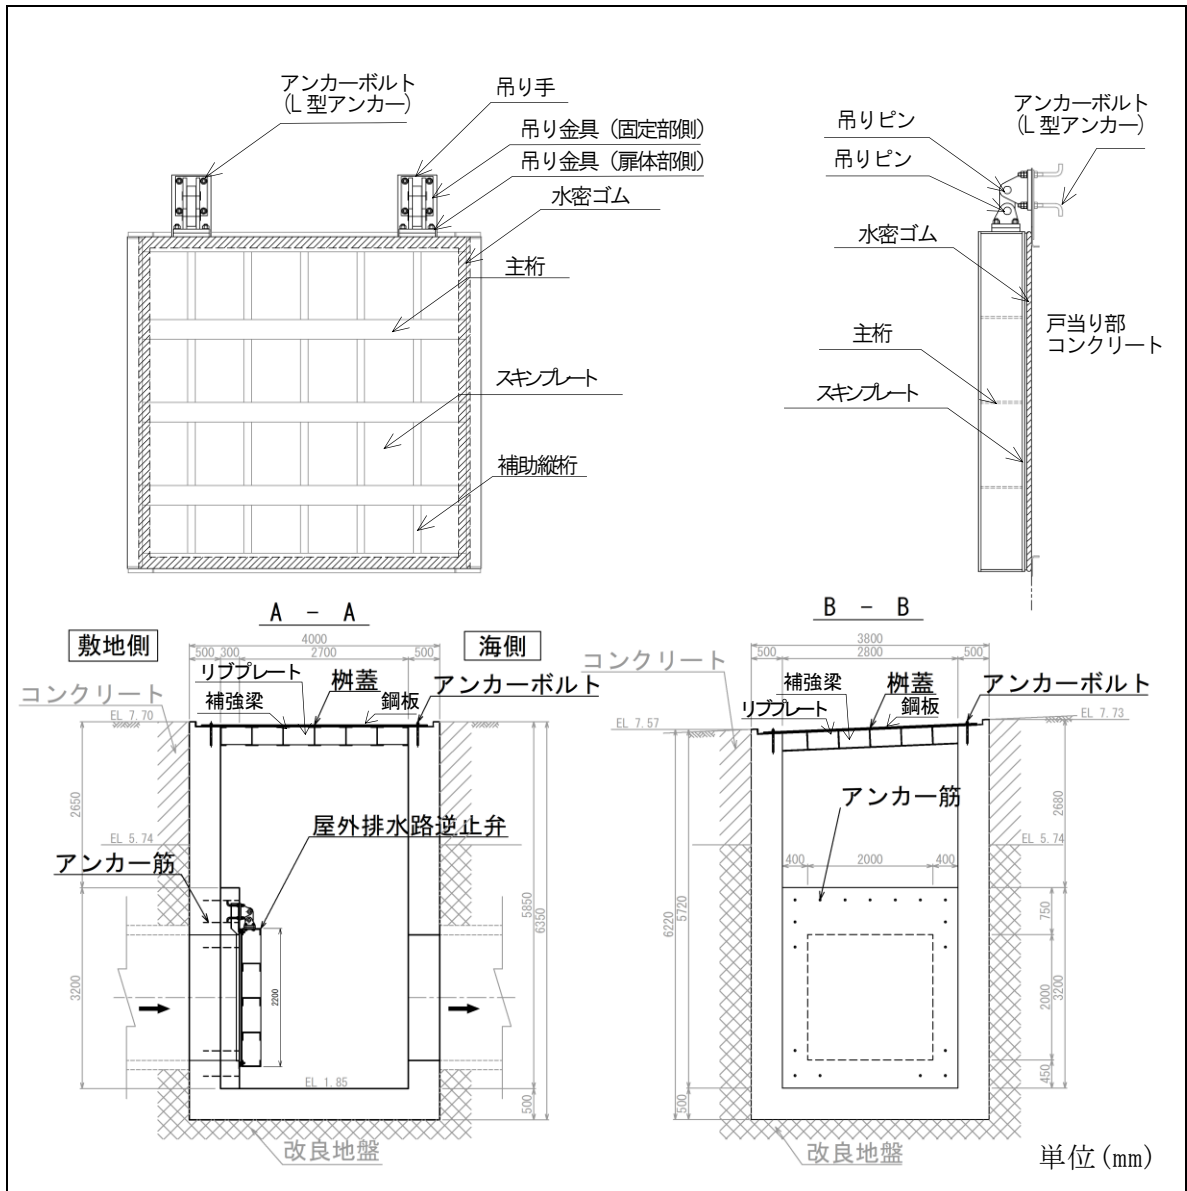 アンカーボルト
(L 型アンカー)
吊り手
吊り金具（固定部側）
吊り金具（扉体部側）
水密ゴム
主桁
スキンプレート
補助縦桁
吊りピン
吊りピン
アンカーボルト
(L 型アンカー)
水密ゴム
主桁
スキンプレート
戸当り部
コンクリート
A － A
敷地側
海側
4000
500
300
2700
500
コンクリート
リブプレート
補強梁
桝蓋
鋼板
アンカーボルト
EL 7.70
2650
EL 5.74
屋外排水路逆止弁
アンカー筋
3200
2200
5850
6350
EL 1.85
500
改良地盤
B － B
3800
500
2800
500
コンクリート
補強梁
リブプレート
桝蓋
鋼板
アンカーボルト
EL 7.57
EL 7.73
アンカー筋
2680
EL 5.74
400
2000
400
6220
5720
750
2000
3200
450
500
改良地盤
単位(mm)